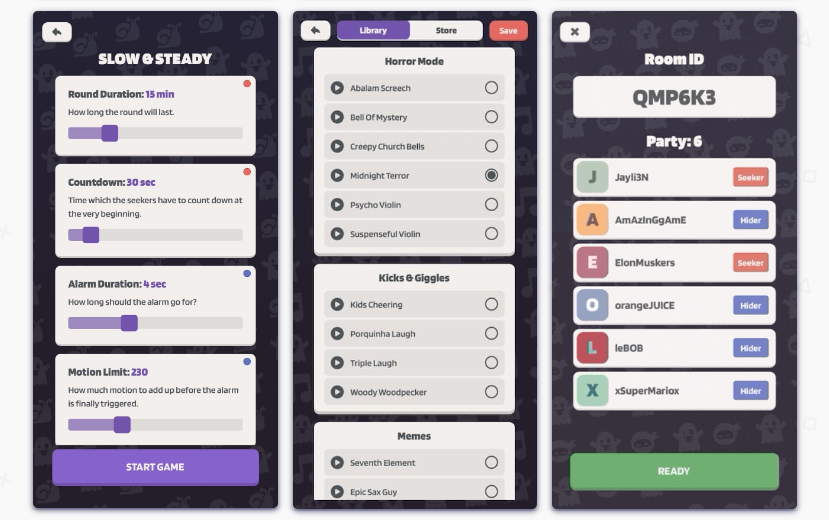 SLOW & STEADY
Round Duration: 15 min
How long the round will last.
Countdown: 30 sec
Time which the seekers have to count down at
the very beginning.
Alarm Duration: 4 sec
How long should the alarm go for?
Motion Limit: 230
How much motion to add up before the alarm
is finally triggered.
START GAME
Library
Store
Save
Horror Mode
Abalam Screech
Bell Of Mystery
Creepy Church Bells
Midnight Terror
Psycho Violin
Suspenseful Violin
Kicks & Giggles
Kids Cheering
Porquinha Laugh
Triple Laugh
Woody Woodpecker
Memes
Seventh Element
Epic Sax Guy
Room ID
QMP6K3
Party: 6
J Jayli3N Seeker
A AmAzInGgAmE Hider
E ElonMuskers Seeker
O orangeJUICE Hider
L leBOB Hider
X xSuperMariox Hider
READY